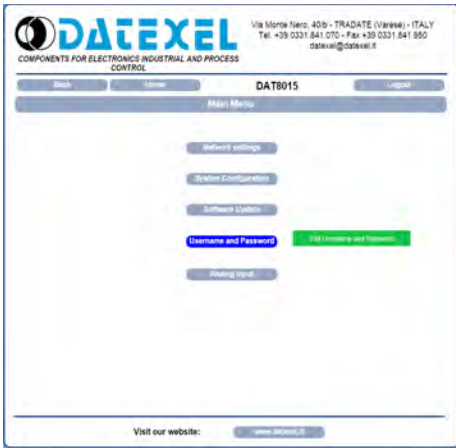 DATEXEL
COMPONENTS FOR ELECTRONICS INDUSTRIAL AND PROCESS
CONTROL
Via Monte Nero, 40/b - TRADATE (Varese) - ITALY
Tel. +39 0331.841.070 - Fax +39 0331.841.950
datexel@datexel.it
Back
Home
DAT8015
Logout
Main Menu
Network settings
System Configuration
Software Update
Username and Password
Edit Username and Password
Analog Input
Visit our website:
www.datexel.it